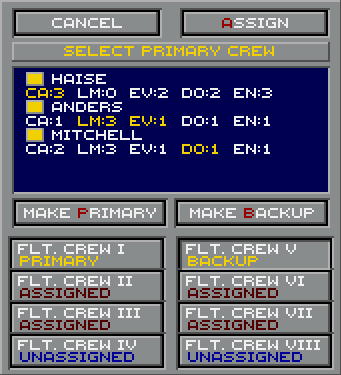 CANCEL ASSIGN
SELECT PRIMARY CREW
HAISE
CA:3 LM:0 EV:2 DO:2 EN:3
ANDERS
CA:1 LM:3 EV:1 DO:1 EN:1
MITCHELL
CA:2 LM:3 EV:1 DO:1 EN:1
MAKE PRIMARY MAKE BACKUP
FLT. CREW I FLT. CREW V
PRIMARY BACKUP
FLT. CREW II FLT. CREW VI
ASSIGNED ASSIGNED
FLT. CREW III FLT. CREW VII
ASSIGNED ASSIGNED
FLT. CREW IV FLT. CREW VIII
UNASSIGNED UNASSIGNED